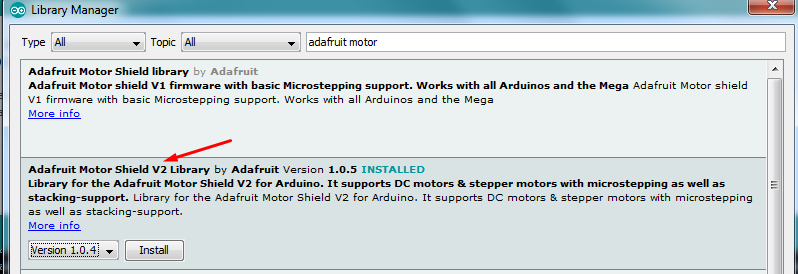 Library Manager
Type All Topic All adafruit motor
Adafruit Motor Shield library by Adafruit
Adafruit Motor shield V1 firmware with basic Microstepping support. Works with all Arduinos and the Mega Adafruit Motor shield
V1 firmware with basic Microstepping support. Works with all Arduinos and the Mega
More info
Adafruit Motor Shield V2 Library by Adafruit Version 1.0.5 INSTALLED
Library for the Adafruit Motor Shield V2 for Arduino. It supports DC motors & stepper motors with microstepping as well as
stacking-support. Library for the Adafruit Motor Shield V2 for Arduino. It supports DC motors & stepper motors with microstepping
as well as stacking-support.
More info
Version 1.0.4 Install